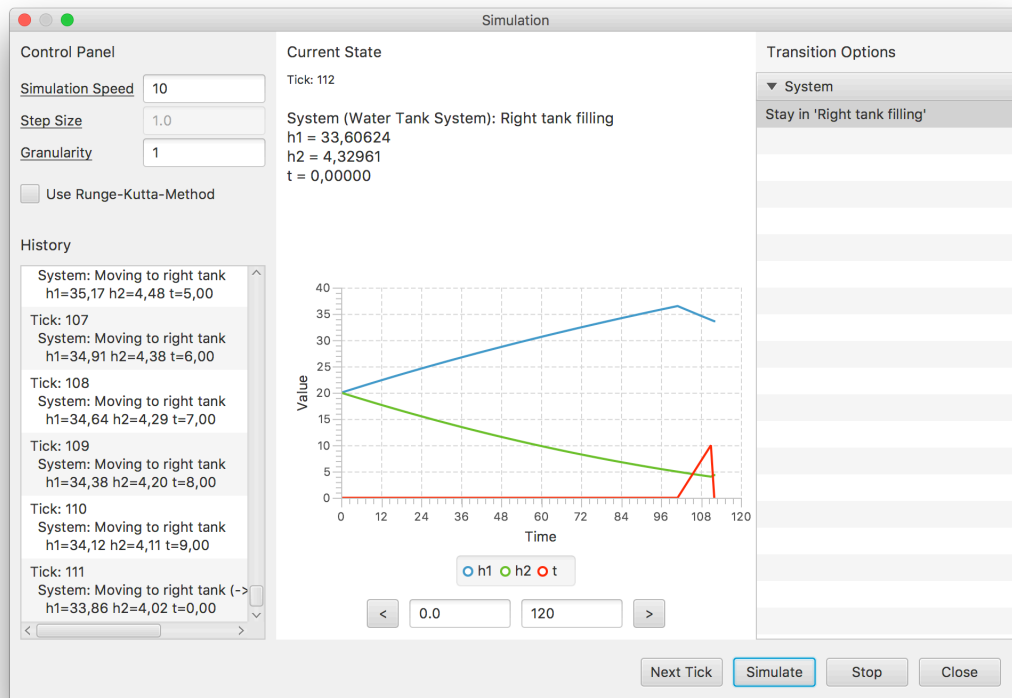 Simulation
Control Panel
Simulation Speed 10
Step Size 1.0
Granularity 1
Use Runge-Kutta-Method
History
System: Moving to right tank
h1=35,17 h2=4,48 t=5,00
Tick: 107
System: Moving to right tank
h1=34,91 h2=4,38 t=6,00
Tick: 108
System: Moving to right tank
h1=34,64 h2=4,29 t=7,00
Tick: 109
System: Moving to right tank
h1=34,38 h2=4,20 t=8,00
Tick: 110
System: Moving to right tank
h1=34,12 h2=4,11 t=9,00
Tick: 111
System: Moving to right tank (->
h1=33,86 h2=4,02 t=0,00
Current State
Tick: 112
System (Water Tank System): Right tank filling
h1 = 33,60624
h2 = 4,32961
t = 0,00000
40
35
30
25
20
15
10
5
0
Value
0 12 24 36 48 60 72 84 96 108 120
Time
h1 h2 t
< 0.0 120 >
Transition Options
System
Stay in 'Right tank filling'
Next Tick Simulate Stop Close